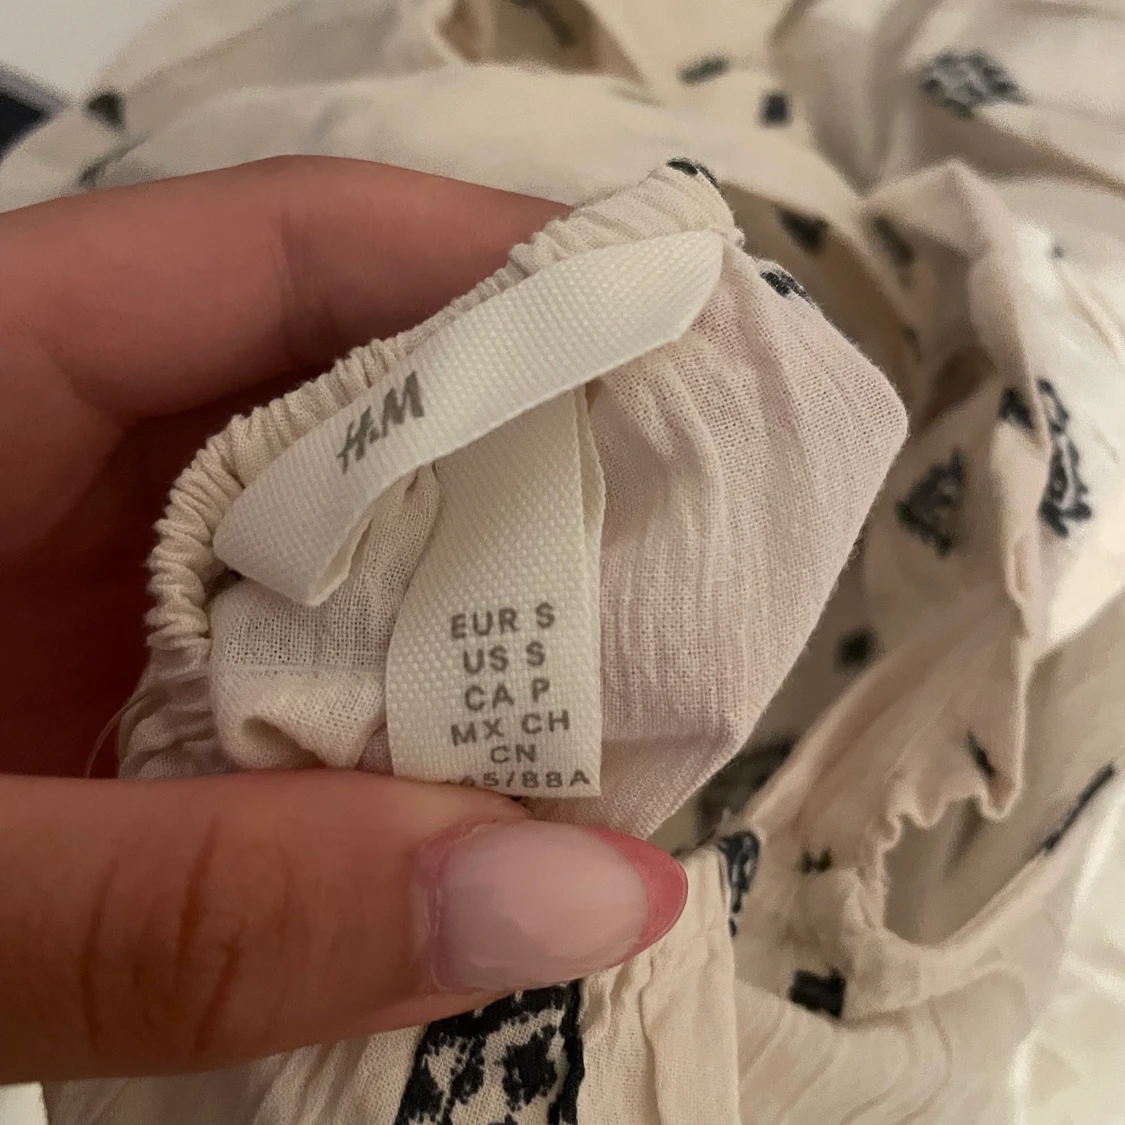 H&M
EUR S
US S
CA P
MX CH
CN
65/88A